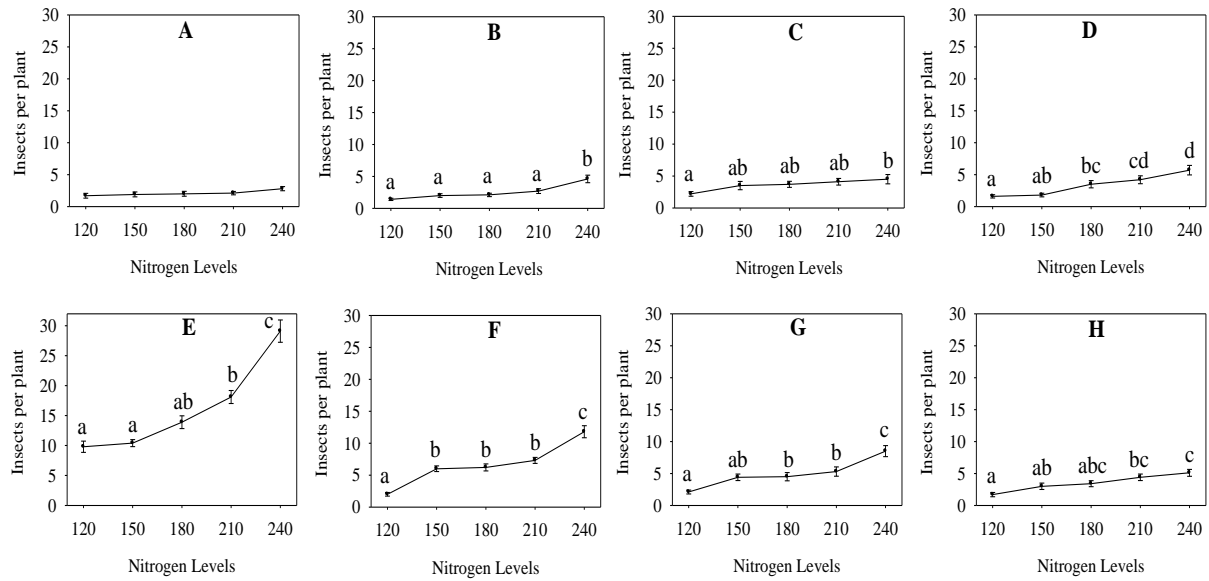 A
Insects per plant
30
25
20
15
10
5
0
120 150 180 210 240
Nitrogen Levels
B
Insects per plant
30
25
20
15
10
5
0
a a a a b
120 150 180 210 240
Nitrogen Levels
C
Insects per plant
30
25
20
15
10
5
0
a ab ab ab b
120 150 180 210 240
Nitrogen Levels
D
Insects per plant
30
25
20
15
10
5
0
a ab bc cd d
120 150 180 210 240
Nitrogen Levels
E
Insects per plant
30
25
20
15
10
5
0
a a ab b c
120 150 180 210 240
Nitrogen Levels
F
Insects per plant
30
25
20
15
10
5
0
a b b b c
120 150 180 210 240
Nitrogen Levels
G
Insects per plant
30
25
20
15
10
5
0
a ab b b c
120 150 180 210 240
Nitrogen Levels
H
Insects per plant
30
25
20
15
10
5
0
a ab abc bc c
120 150 180 210 240
Nitrogen Levels